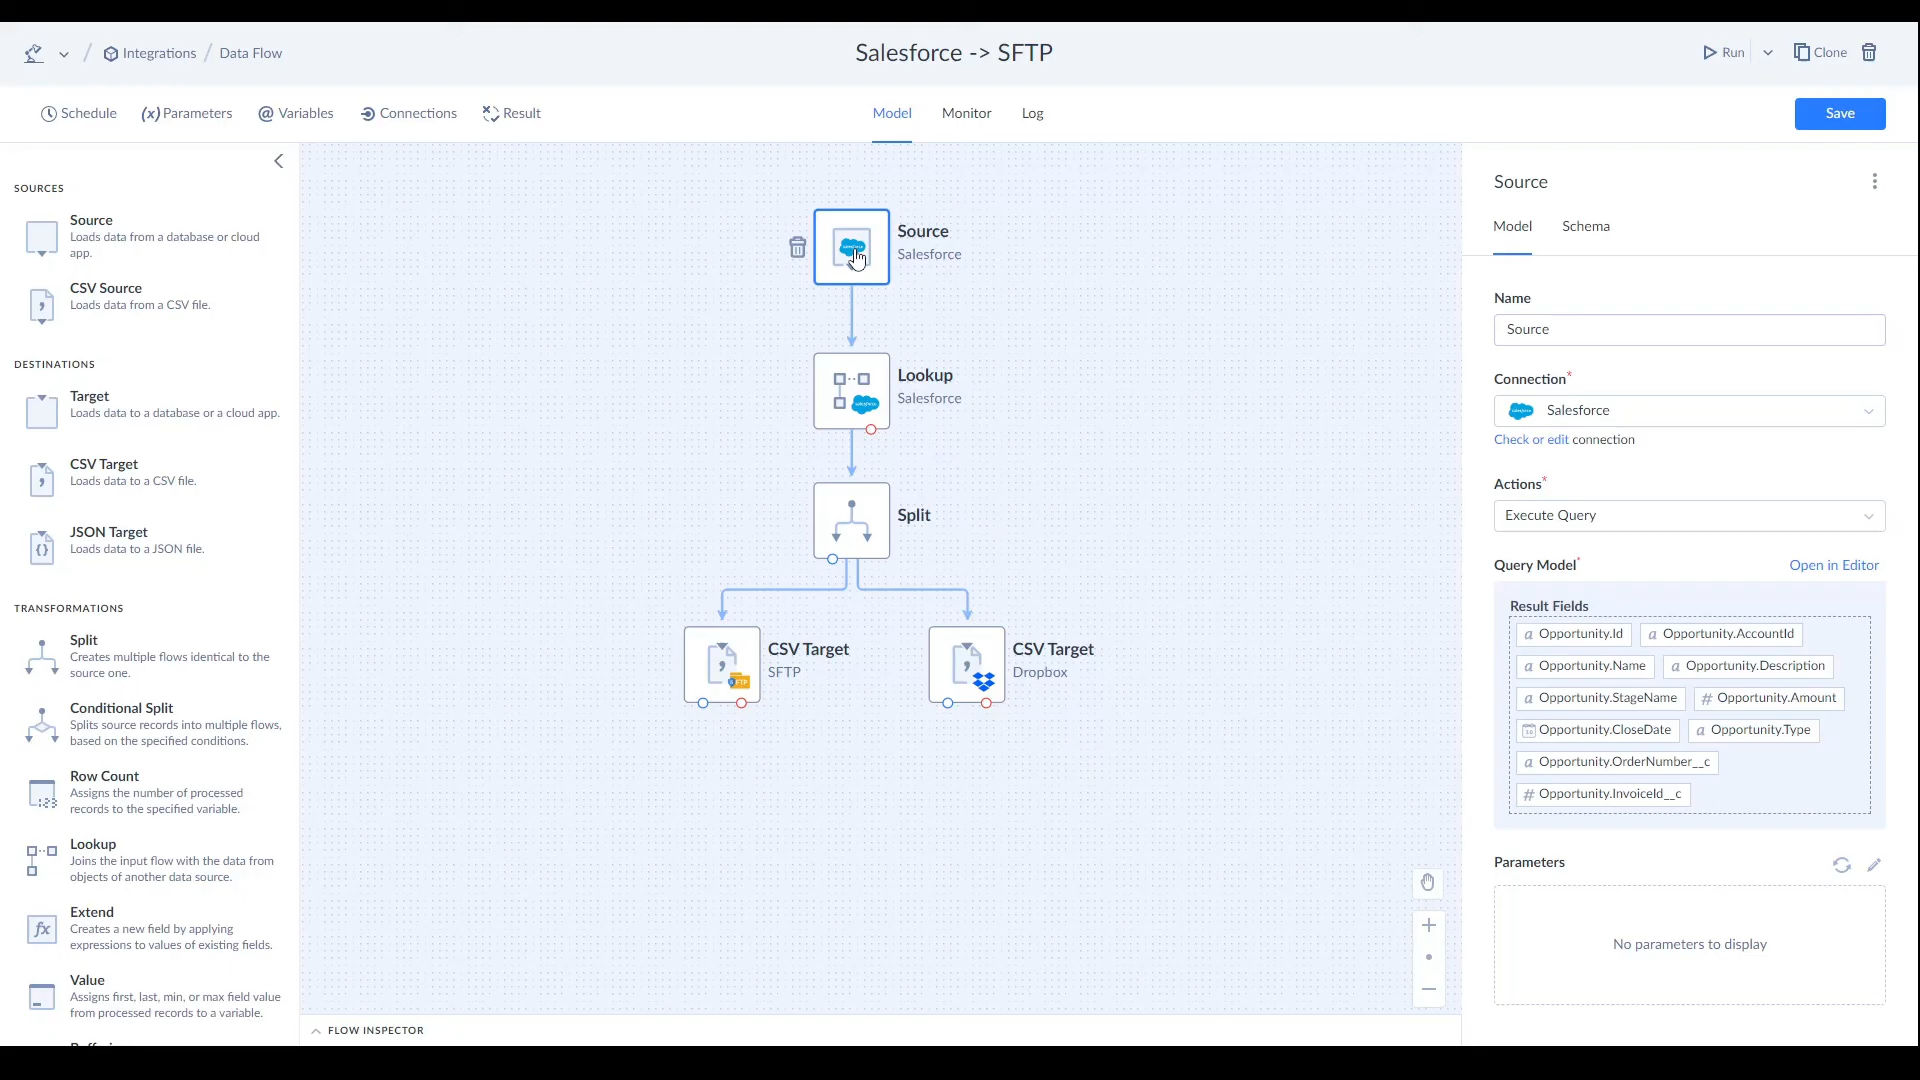 Integrations / Data Flow
Salesforce -> SFTP
Run
Clone
Schedule
(x) Parameters
@ Variables
Connections
Result
Model
Monitor
Log
Save
SOURCES
Source
Loads data from a database or cloud
app.
CSV Source
Loads data from a CSV file.
DESTINATIONS
Target
Loads data to a database or a cloud app.
CSV Target
Loads data to a CSV file.
JSON Target
Loads data to a JSON file.
TRANSFORMATIONS
Split
Creates multiple flows identical to the
source one.
Conditional Split
Splits source records into multiple flows,
based on the specified conditions.
Row Count
Assigns the number of processed
records to the specified variable.
Lookup
Joins the input flow with the data from
objects of another data source.
fx
Extend
Creates a new field by applying
expressions to values of existing fields.
Value
Assigns first, last, min, or max field value
from processed records to a variable.
Source
Salesforce
Lookup
Salesforce
Split
CSV Target
SFTP
CSV Target
Dropbox
FLOW INSPECTOR
Source
Model
Schema
Name
Source
Connection*
Salesforce
Check or edit connection
Actions*
Execute Query
Query Model*
Open in Editor
Result Fields
a Opportunity.Id
a Opportunity.AccountId
a Opportunity.Name
a Opportunity.Description
a Opportunity.StageName
# Opportunity.Amount
Opportunity.CloseDate
a Opportunity.Type
a Opportunity.OrderNumber__c
# Opportunity.InvoiceId__c
Parameters
No parameters to display